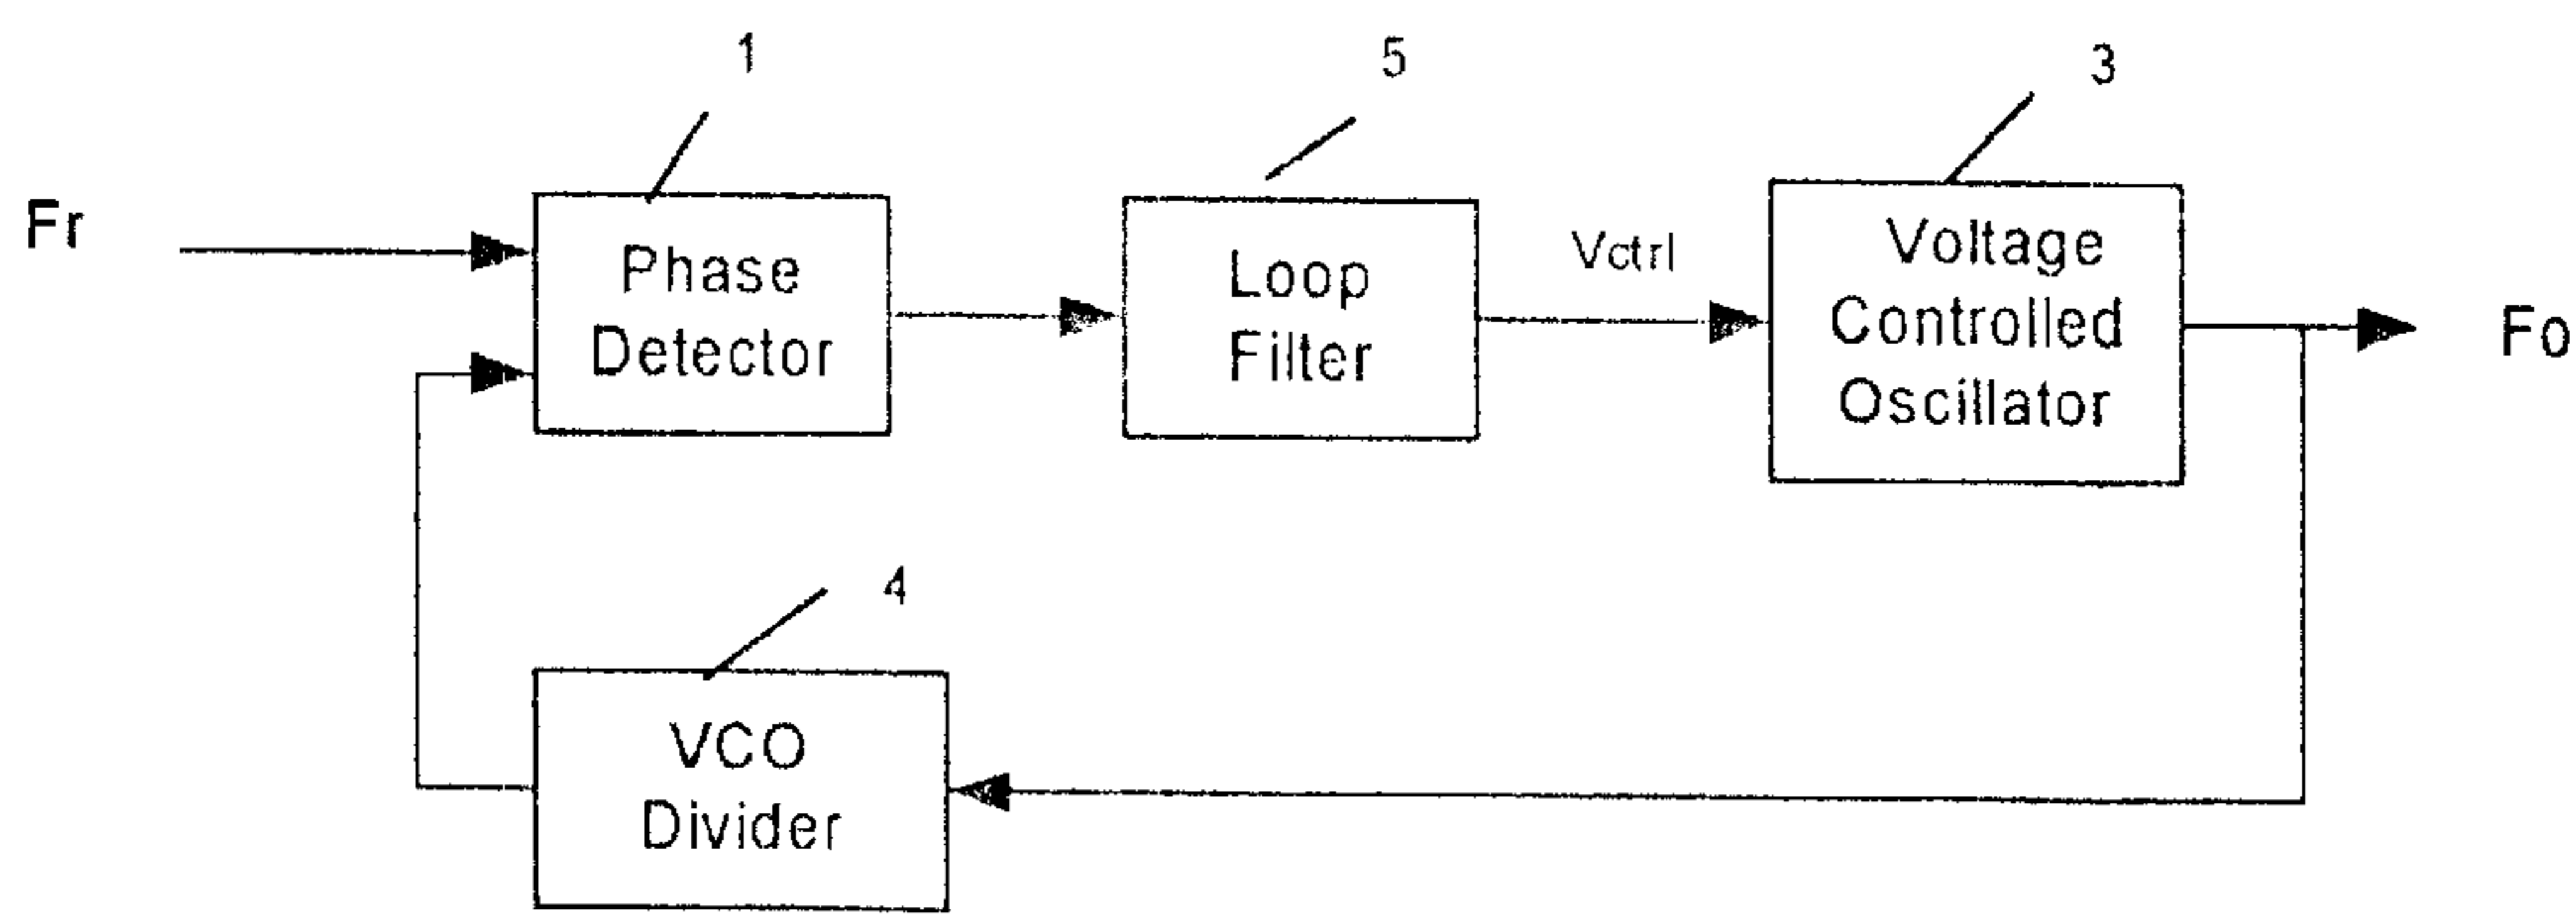 1
5
3
Fr
Phase
Detector
Loop
Filter
Vctrl
Voltage
Controlled
Oscillator
Fo
4
VCO
Divider